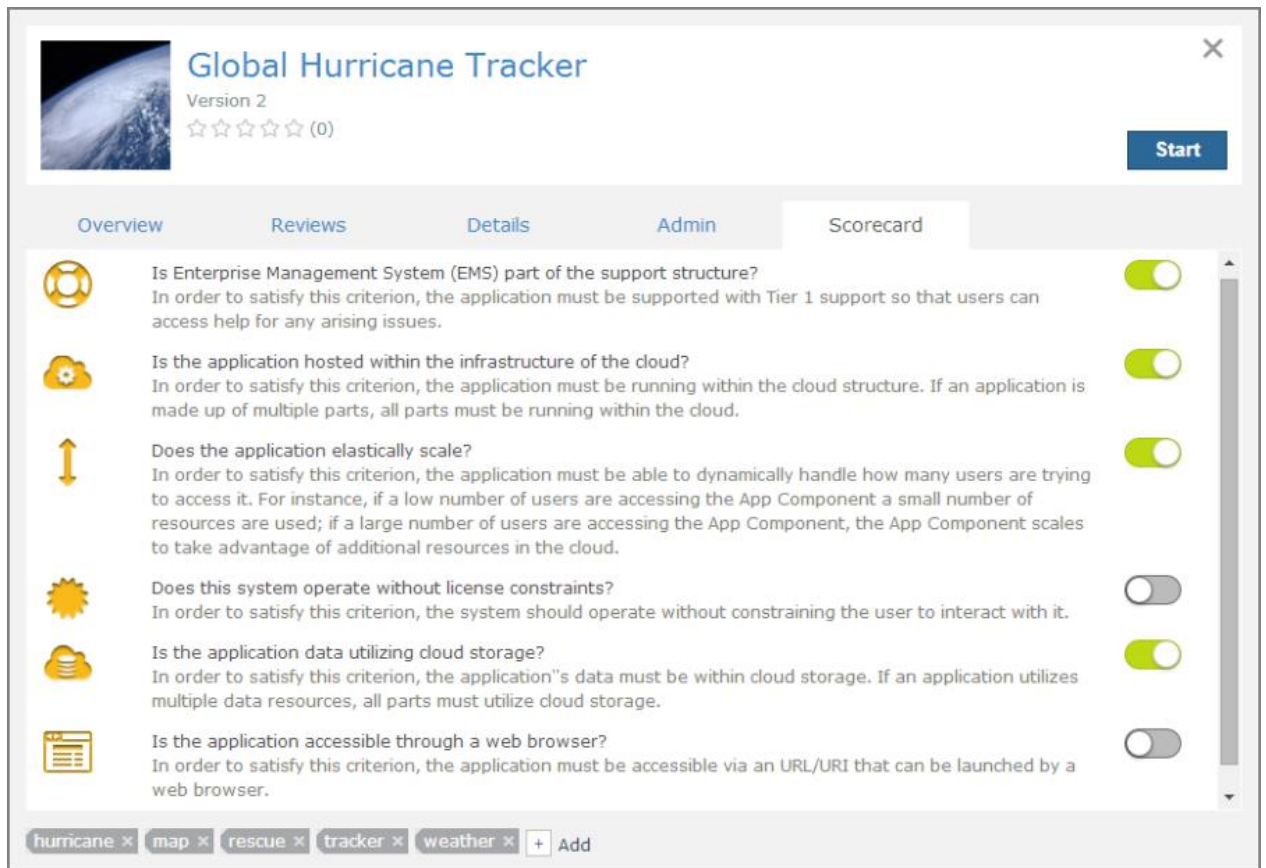 Global Hurricane Tracker
Version 2
(0)
Start
Overview Reviews Details Admin Scorecard
Is Enterprise Management System (EMS) part of the support structure?
In order to satisfy this criterion, the application must be supported with Tier 1 support so that users can
access help for any arising issues.
Is the application hosted within the infrastructure of the cloud?
In order to satisfy this criterion, the application must be running within the cloud structure. If an application is
made up of multiple parts, all parts must be running within the cloud.
Does the application elastically scale?
In order to satisfy this criterion, the application must be able to dynamically handle how many users are trying
to access it. For instance, if a low number of users are accessing the App Component a small number of
resources are used; if a large number of users are accessing the App Component, the App Component scales
to take advantage of additional resources in the cloud.
Does this system operate without license constraints?
In order to satisfy this criterion, the system should operate without constraining the user to interact with it.
Is the application data utilizing cloud storage?
In order to satisfy this criterion, the application"s data must be within cloud storage. If an application utilizes
multiple data resources, all parts must utilize cloud storage.
Is the application accessible through a web browser?
In order to satisfy this criterion, the application must be accessible via an URL/URI that can be launched by a
web browser.
hurricane × map × rescue × tracker × weather × + Add